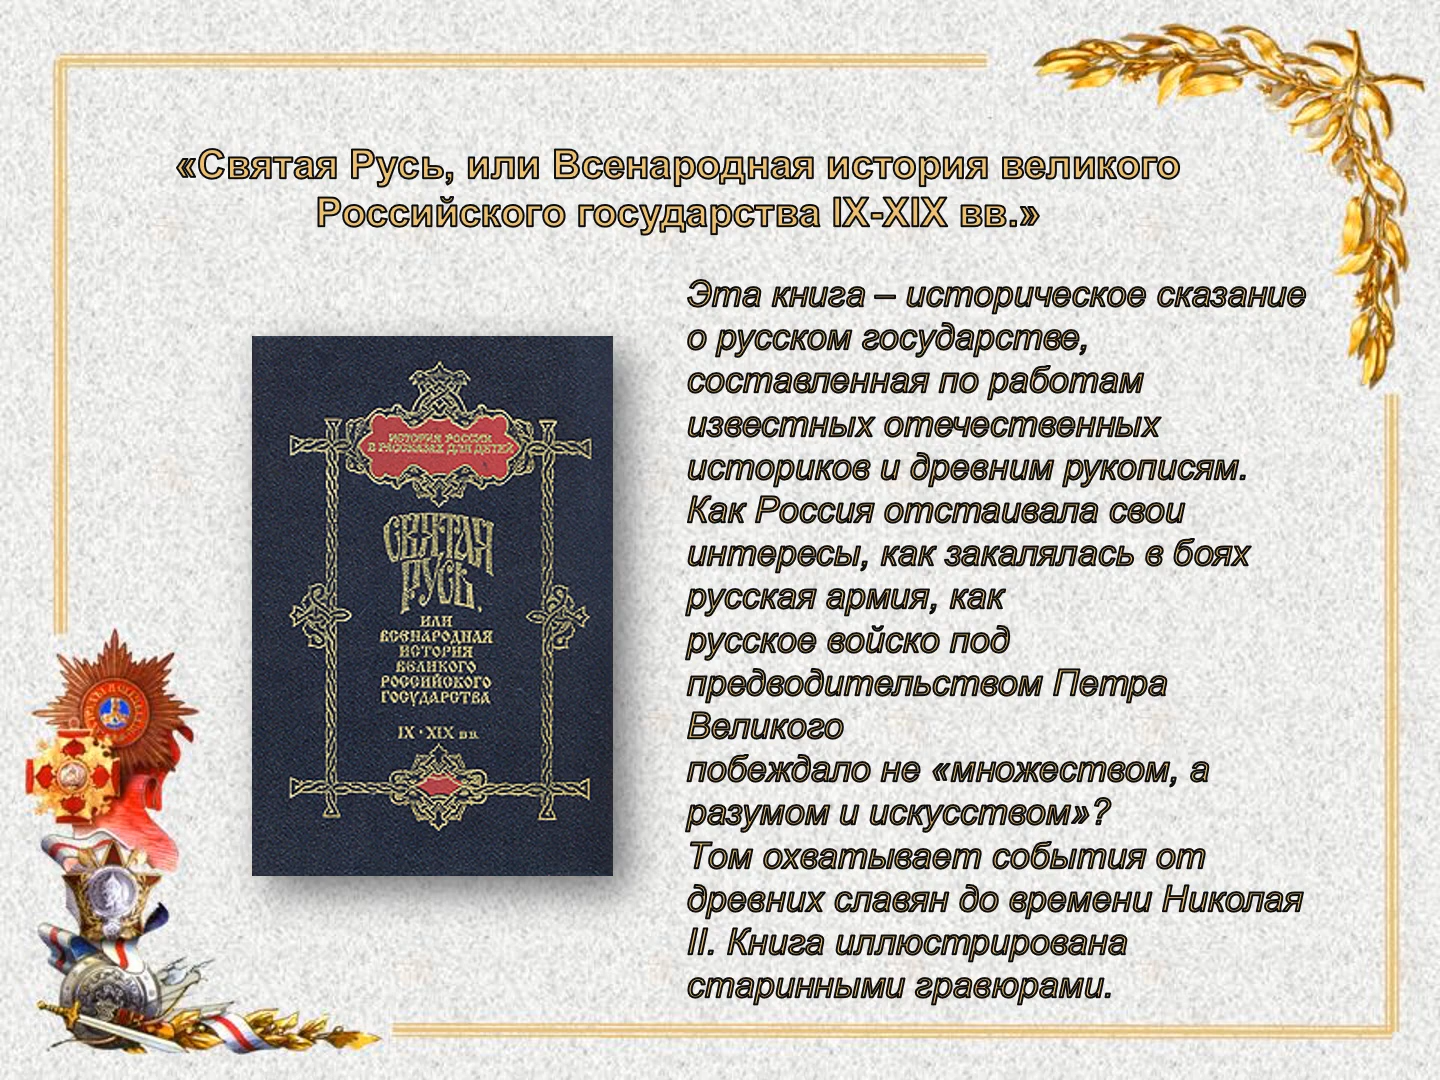 «Святая Русь, или Всенародная история великого
Российского государства IX-XIX вв.»
Эта книга – историческое сказание
о русском государстве,
составленная по работам
известных отечественных
историков и древним рукописям.
Как Россия отстаивала свои
интересы, как закалялась в боях
русская армия, как
русское войско под
предводительством Петра
Великого
побеждало не «множеством, а
разумом и искусством»?
Том охватывает события от
древних славян до времени Николая
II. Книга иллюстрирована
старинными гравюрами.
ИСТОРИЯ РОССИИ
В РАССКАЗАХ ДЛЯ ДЕТЕЙ
СВЯТАЯ
РУСЬ,
ИЛИ
ВСЕНАРОДНАЯ
ИСТОРИЯ
ВЕЛИКОГО
РОССИЙСКОГО
ГОСУДАРСТВА
IX · XIX вв.